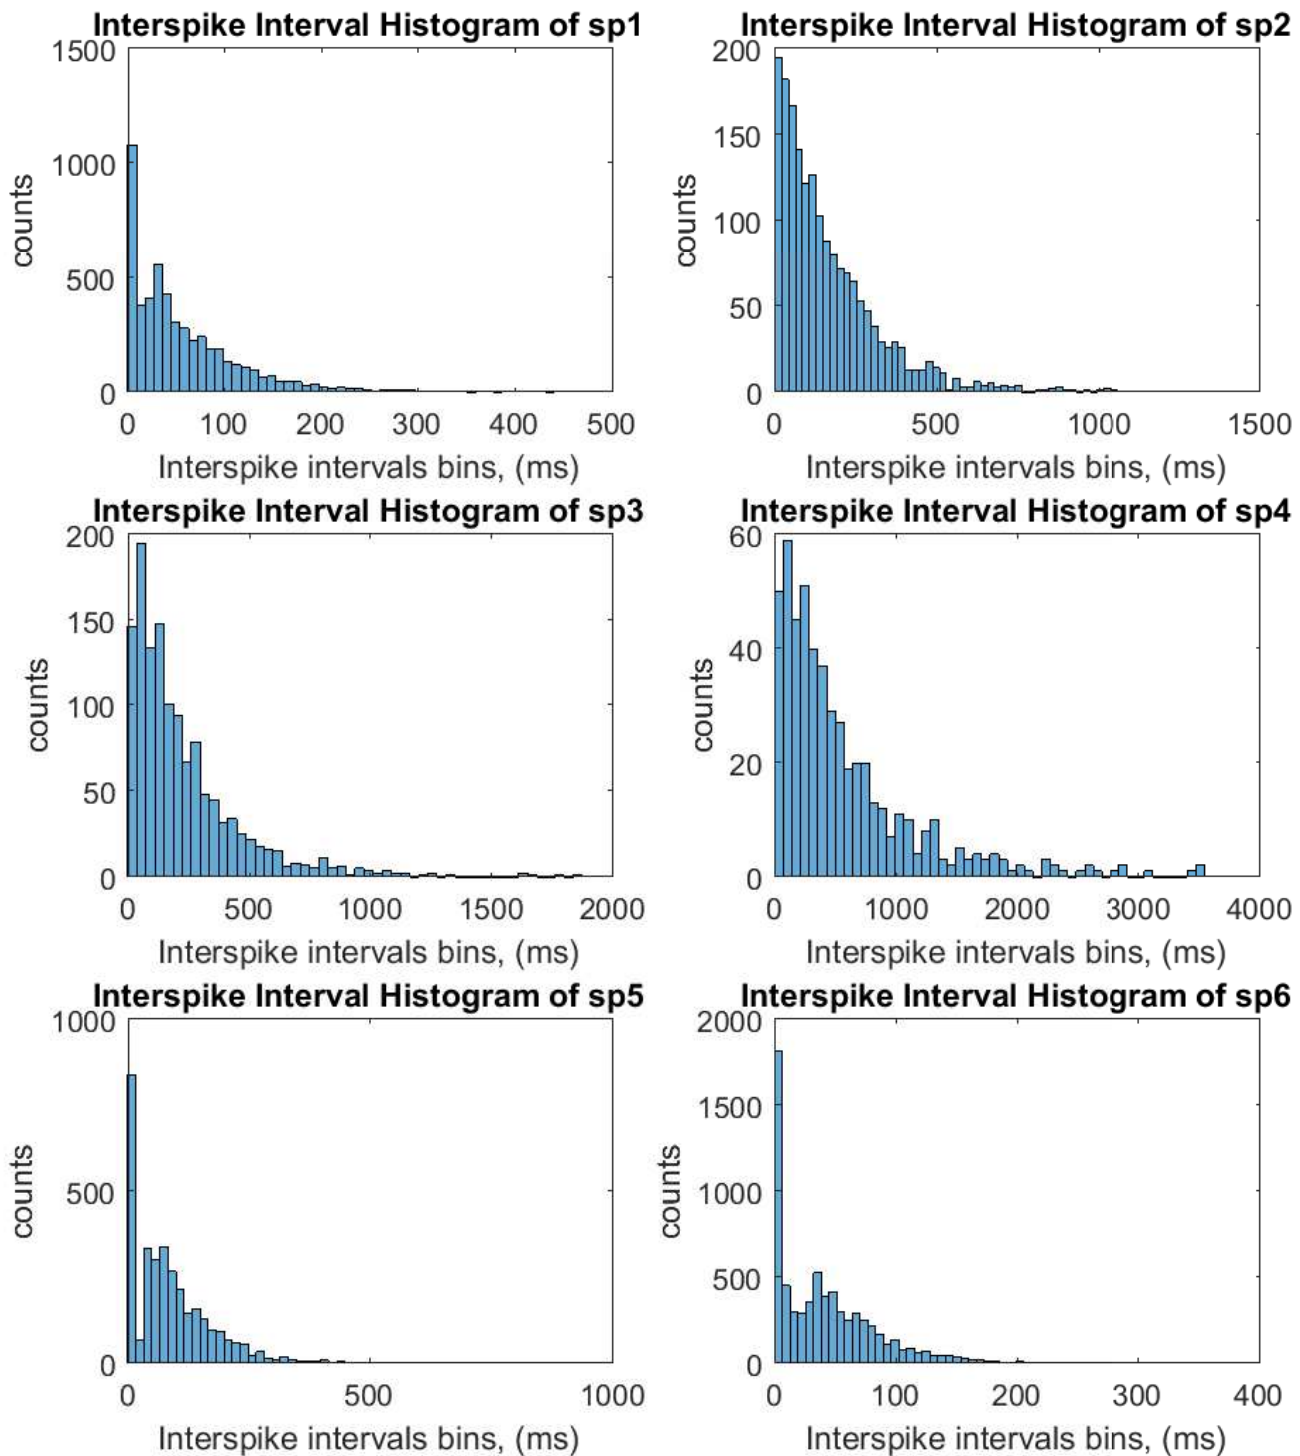 Interspike Interval Histogram of sp1
1500
1000
500
0
counts
0 100 200 300 400 500
Interspike intervals bins, (ms)
Interspike Interval Histogram of sp2
200
150
100
50
0
counts
0 500 1000 1500
Interspike intervals bins, (ms)
Interspike Interval Histogram of sp3
200
150
100
50
0
counts
0 500 1000 1500 2000
Interspike intervals bins, (ms)
Interspike Interval Histogram of sp4
60
40
20
0
counts
0 1000 2000 3000 4000
Interspike intervals bins, (ms)
Interspike Interval Histogram of sp5
1000
500
0
counts
0 500 1000
Interspike intervals bins, (ms)
Interspike Interval Histogram of sp6
2000
1500
1000
500
0
counts
0 100 200 300 400
Interspike intervals bins, (ms)